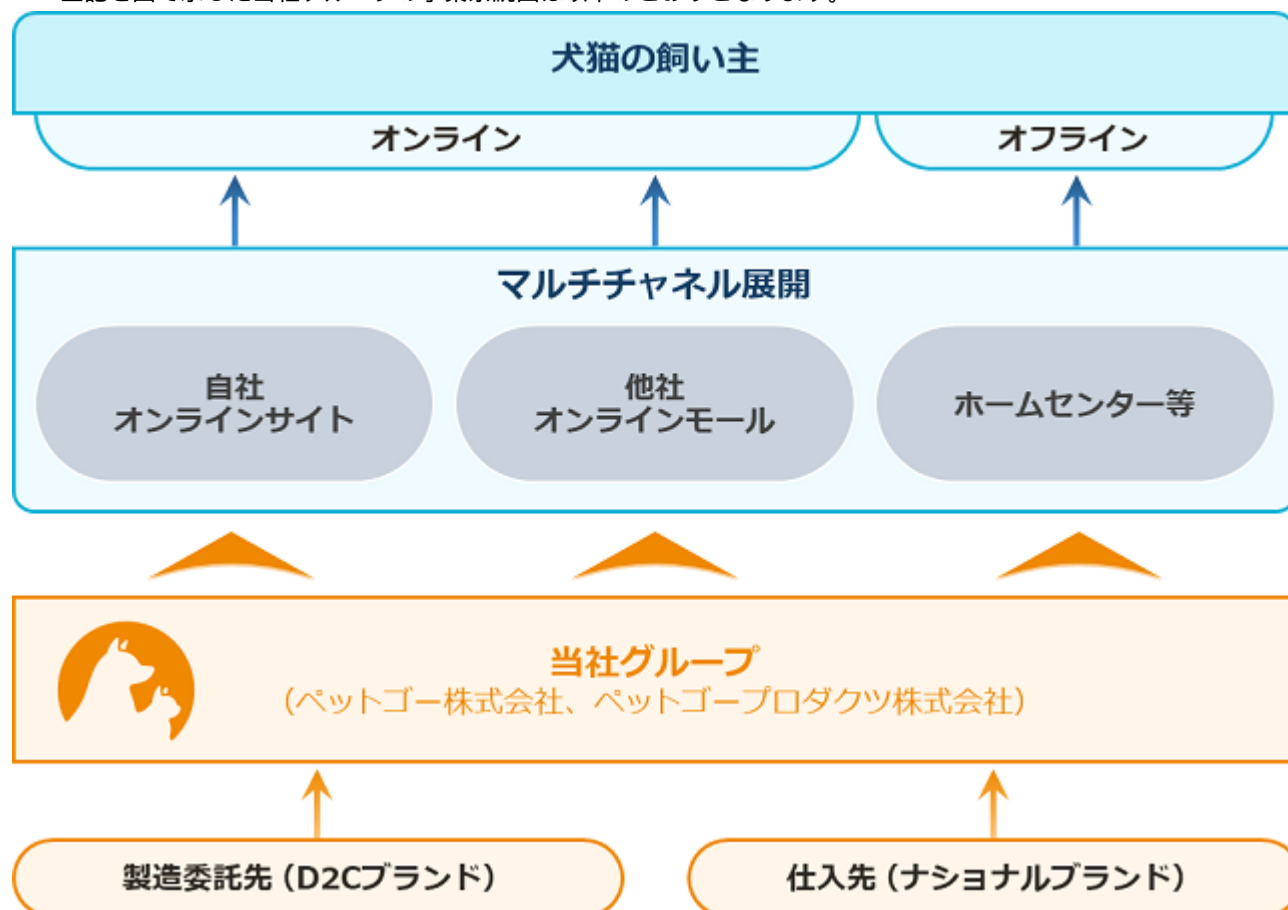 犬猫の飼い主
オンライン
オフライン
マルチチャネル展開
自社
オンラインサイト
他社
オンラインモール
ホームセンター等
当社グループ
（ペットゴー株式会社、ペットゴープロダクツ株式会社）
製造委託先（D2Cブランド）
仕入先（ナショナルブランド）